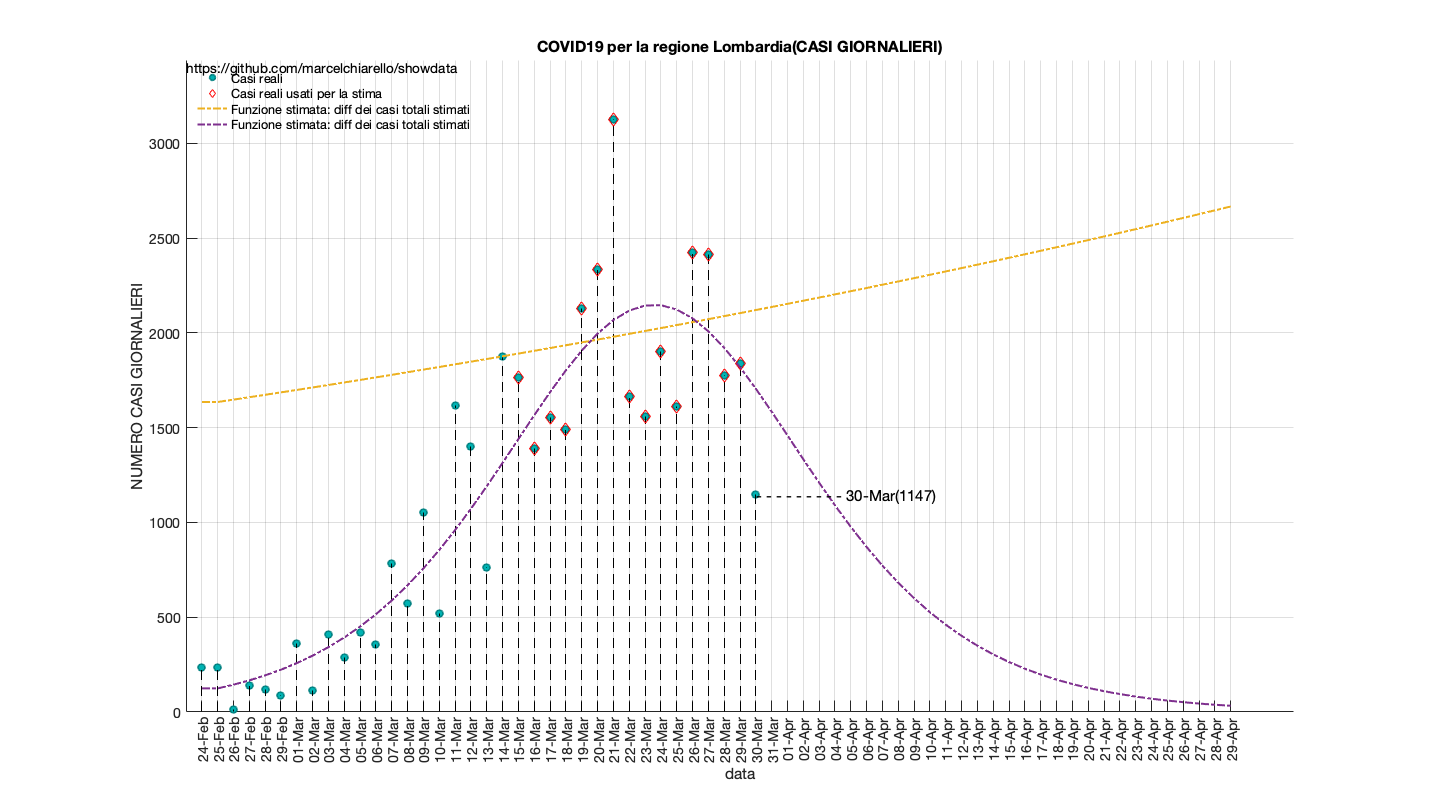 COVID19 per la regione Lombardia(CASI GIORNALIERI)
https://github.com/marcelchiarello/showdata
Casi reali
Casi reali usati per la stima
Funzione stimata: diff dei casi totali stimati
Funzione stimata: diff dei casi totali stimati
NUMERO CASI GIORNALIERI
3000
2500
2000
1500
1000
500
0
30-Mar(1147)
24-Feb
25-Feb
26-Feb
27-Feb
28-Feb
29-Feb
01-Mar
02-Mar
03-Mar
04-Mar
05-Mar
06-Mar
07-Mar
08-Mar
09-Mar
10-Mar
11-Mar
12-Mar
13-Mar
14-Mar
15-Mar
16-Mar
17-Mar
18-Mar
19-Mar
20-Mar
21-Mar
22-Mar
23-Mar
24-Mar
25-Mar
26-Mar
27-Mar
28-Mar
29-Mar
30-Mar
31-Mar
01-Apr
02-Apr
03-Apr
04-Apr
05-Apr
06-Apr
07-Apr
08-Apr
09-Apr
10-Apr
11-Apr
12-Apr
13-Apr
14-Apr
15-Apr
16-Apr
17-Apr
18-Apr
19-Apr
20-Apr
21-Apr
22-Apr
23-Apr
24-Apr
25-Apr
26-Apr
27-Apr
28-Apr
29-Apr
data